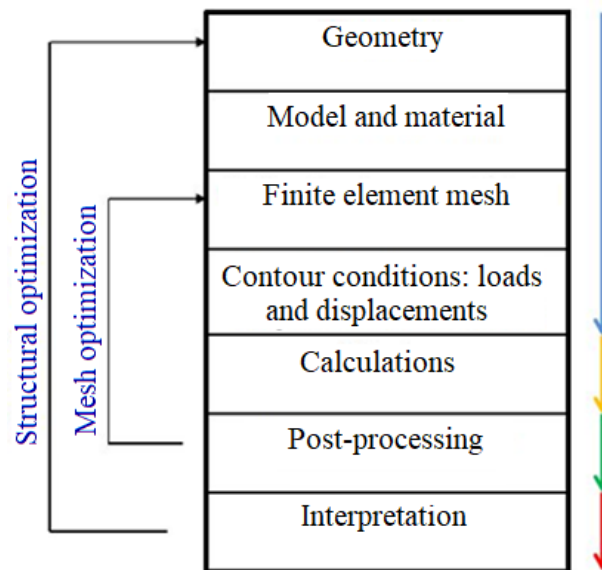 Geometry
Model and material
Finite element mesh
Contour conditions: loads
and displacements
Calculations
Post-processing
Interpretation
Structural optimization
Mesh optimization